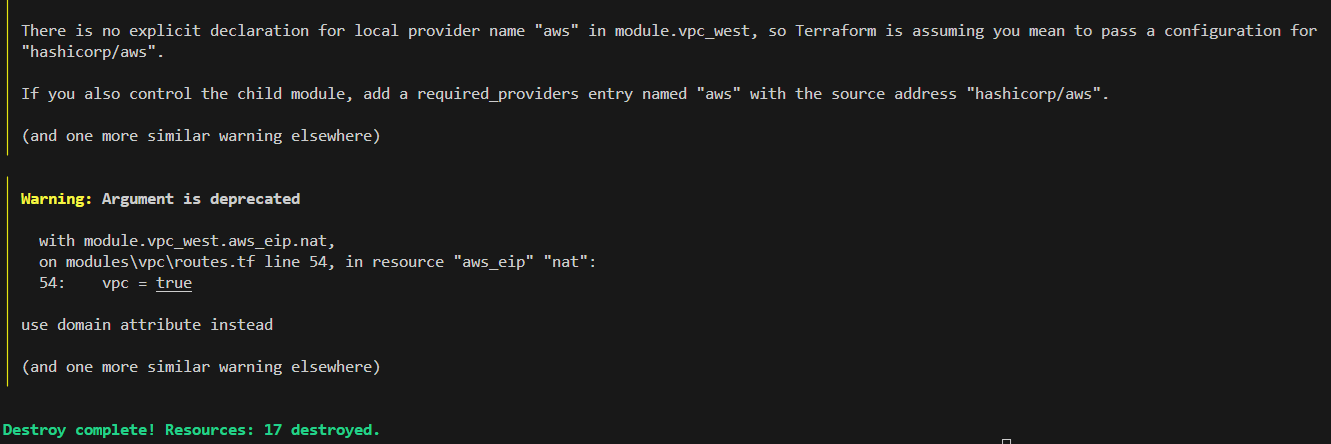 There is no explicit declaration for local provider name "aws" in module.vpc_west, so Terraform is assuming you mean to pass a configuration for
"hashicorp/aws".
If you also control the child module, add a required_providers entry named "aws" with the source address "hashicorp/aws".
(and one more similar warning elsewhere)
Warning: Argument is deprecated
with module.vpc_west.aws_eip.nat,
on modules\vpc\routes.tf line 54, in resource "aws_eip" "nat":
54:    vpc = true
use domain attribute instead
(and one more similar warning elsewhere)
Destroy complete! Resources: 17 destroyed.